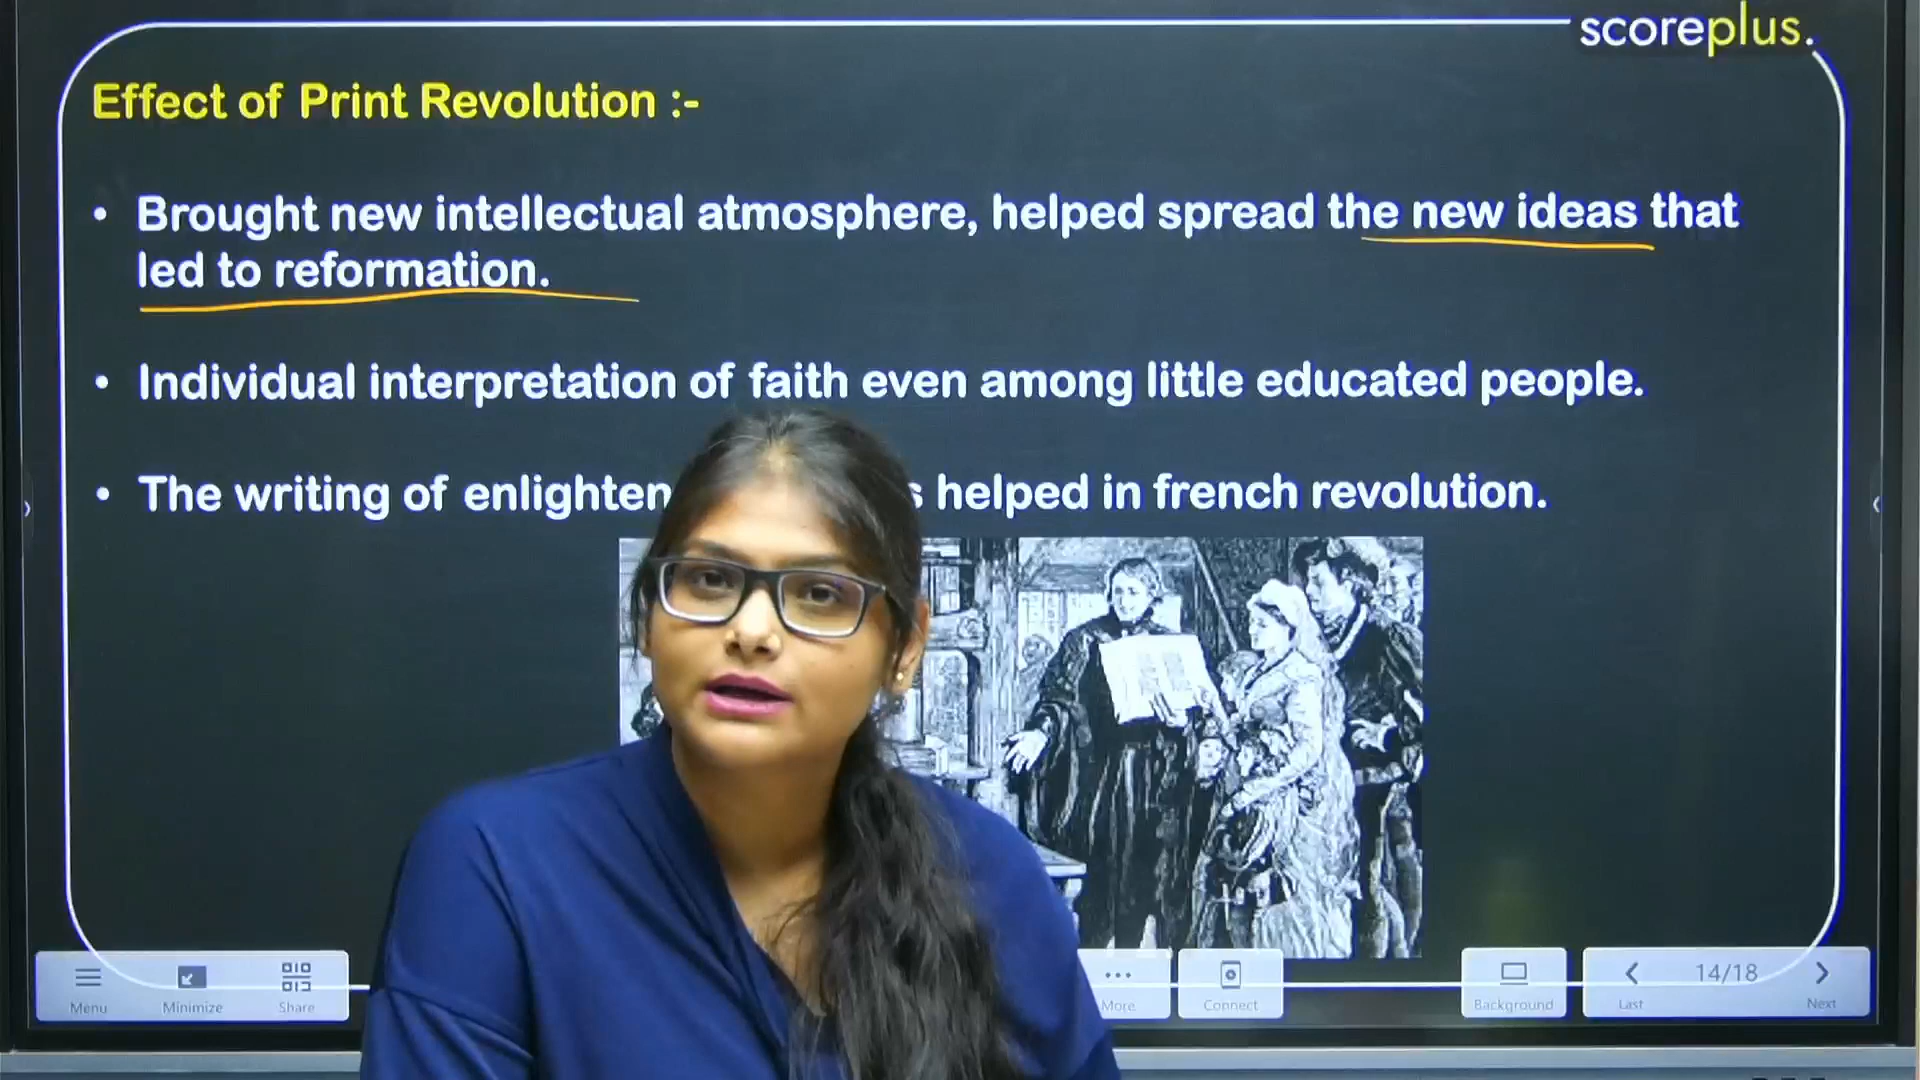 scoreplus.
Effect of Print Revolution :-
• Brought new intellectual atmosphere, helped spread the new ideas that
led to reformation.
• Individual interpretation of faith even among little educated people.
• The writing of enlighten s helped in french revolution.
Menu Minimize Share More Connect Background Last 14/18 Next